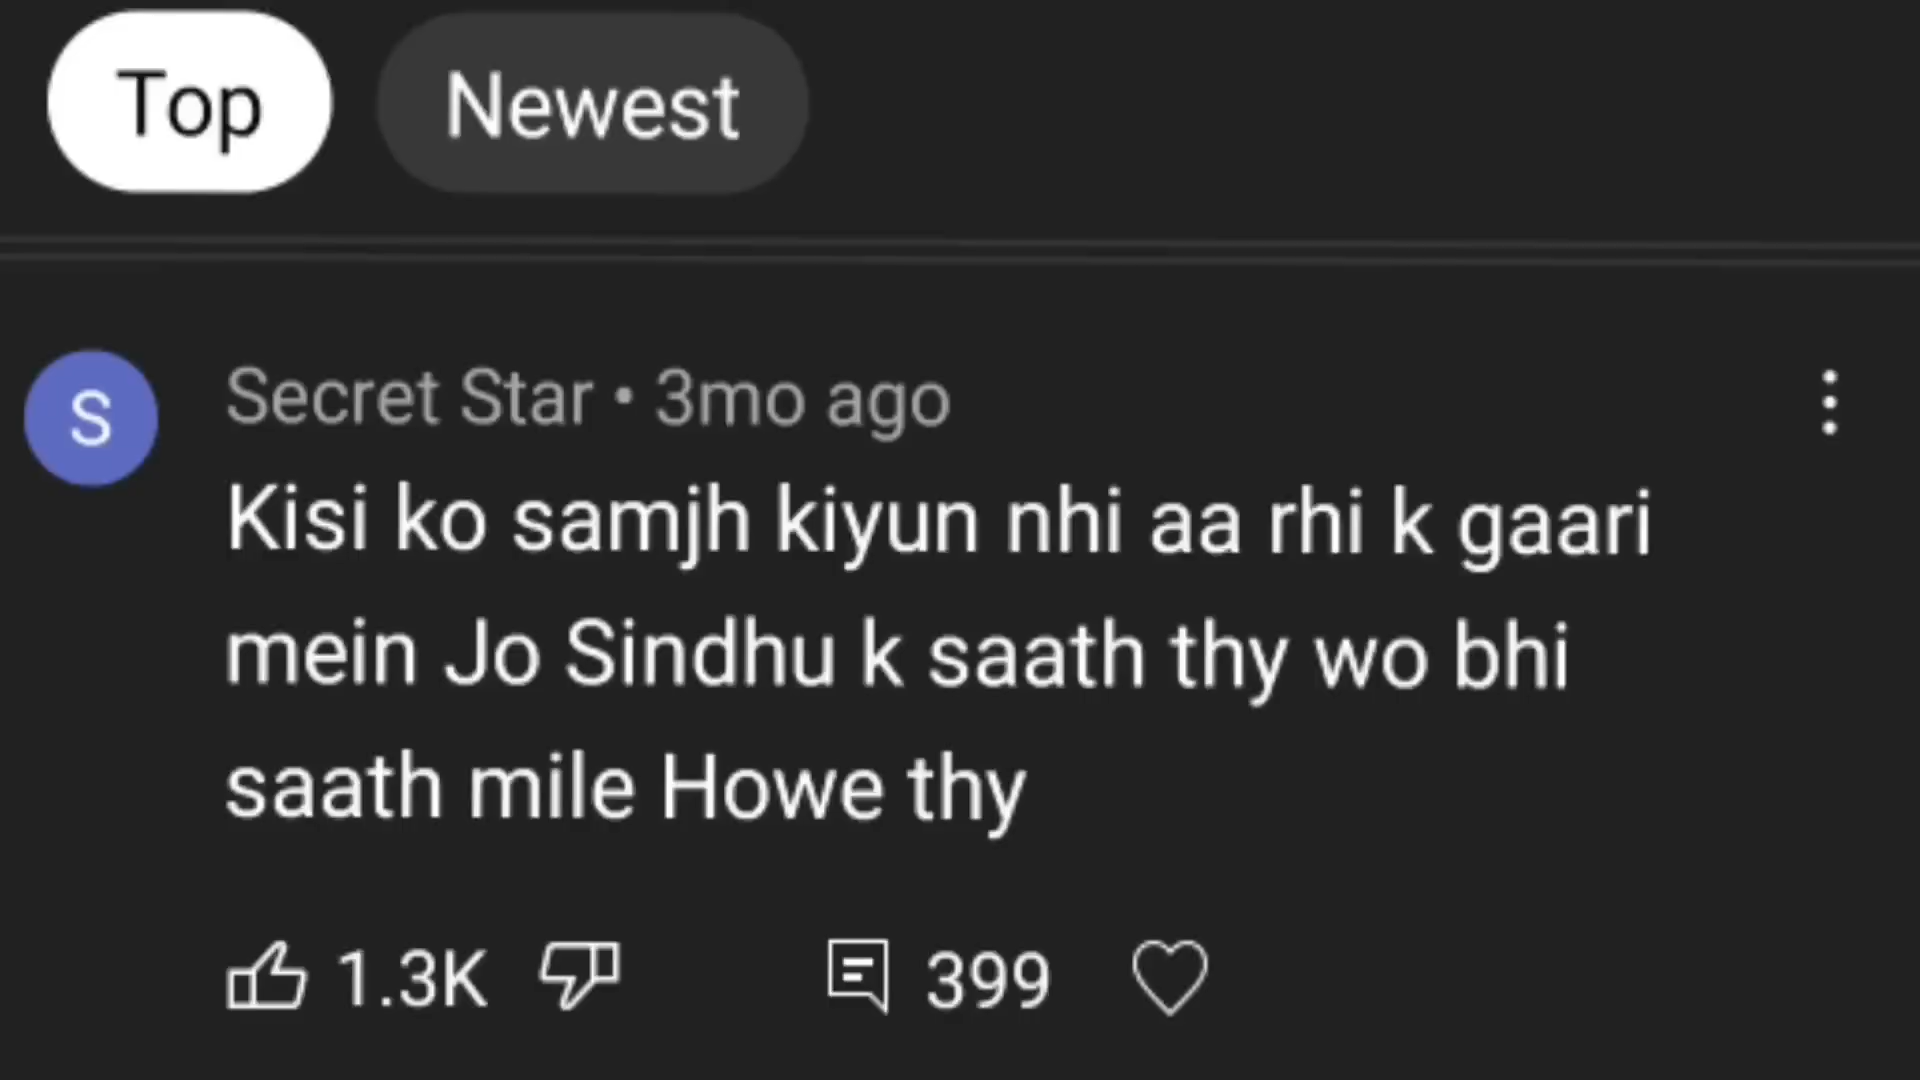 Top Newest
S
Secret Star • 3mo ago
Kisi ko samjh kiyun nhi aa rhi k gaari
mein Jo Sindhu k saath thy wo bhi
saath mile Howe thy
1.3K 399